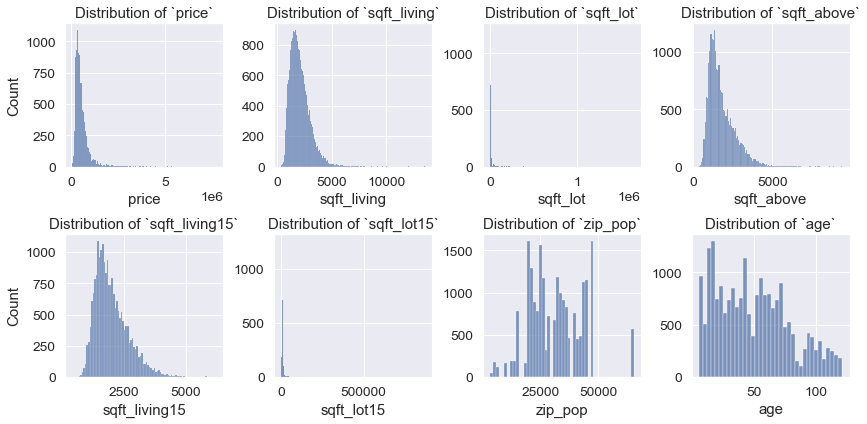 Distribution of `price`
Distribution of `sqft_living`
Distribution of `sqft_lot`
Distribution of `sqft_above`
Count
1000
750
500
250
0
0
5
1e6
price
800
600
400
200
0
0
5000
10000
sqft_living
1000
500
0
0
1
1e6
sqft_lot
1000
500
0
0
5000
sqft_above
Distribution of `sqft_living15`
Distribution of `sqft_lot15`
Distribution of `zip_pop`
Distribution of `age`
Count
1000
750
500
250
0
2500
5000
sqft_living15
1000
500
0
0
500000
sqft_lot15
1500
1000
500
0
25000
50000
zip_pop
1000
500
0
50
100
age